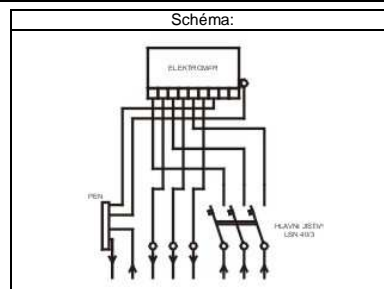 Schéma:
ELEKTROMĚR
PEN
HLAVNÍ JISTIČ
LSN 40/3